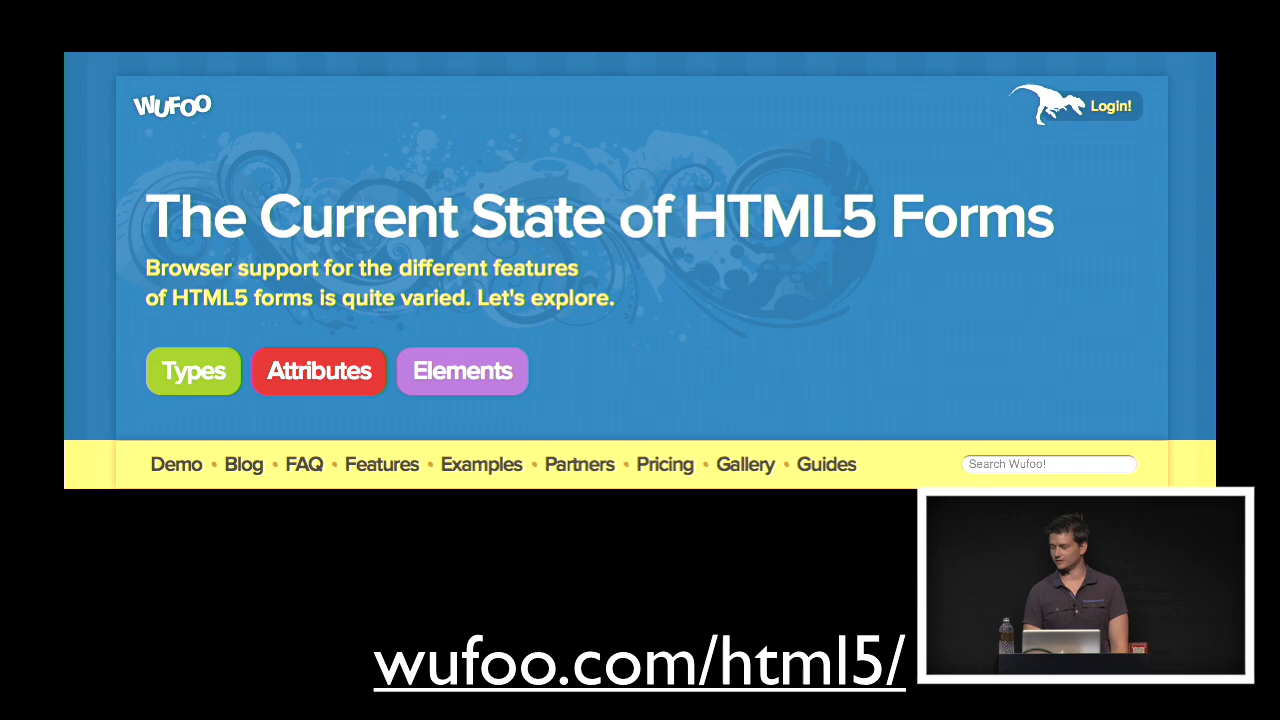 WUFOO
Login!
The Current State of HTML5 Forms
Browser support for the different features
of HTML5 forms is quite varied. Let's explore.
Types Attributes Elements
Demo • Blog • FAQ • Features • Examples • Partners • Pricing • Gallery • Guides
Search Wufoo!
wufoo.com/html5/